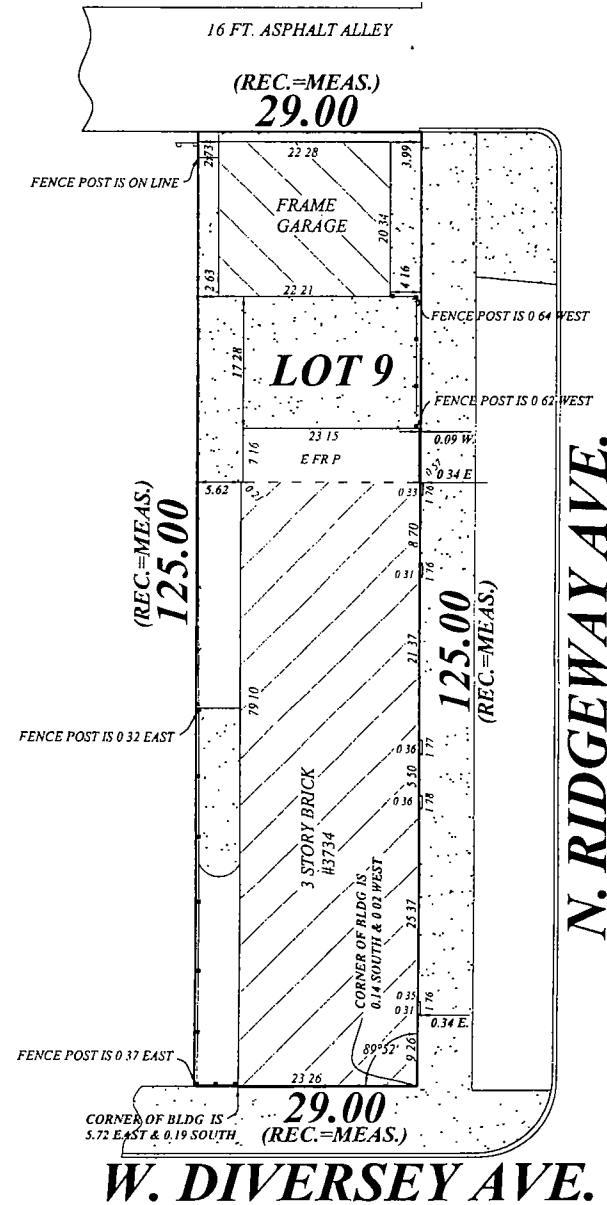 16 FT. ASPHALT ALLEY
(REC.=MEAS.)
29.00
2.73
22 28
3.99
FENCE POST IS ON LINE
FRAME
GARAGE
20 34
2 63
22 21
4 16
FENCE POST IS 0 64 WEST
17 28
LOT 9
FENCE POST IS 0 62 WEST
23 15
0.09 W.
7 16
E FR P
0 57
0 34 E
5.62
0 21
0 33
1 76
8 70
(REC.=MEAS.)
125.00
0 31
1 76
21 37
125.00
(REC.=MEAS.)
N. RIDGEWAY AVE.
79 10
FENCE POST IS 0 32 EAST
0 36
1 77
5 50
0 36
1 78
3 STORY BRICK
#3734
25 37
CORNER OF BLDG IS
0.14 SOUTH & 0 02 WEST
0 35
1 76
0 31
0.34 E.
89°52'
9 26
FENCE POST IS 0 37 EAST
23 26
CORNER OF BLDG IS
5.72 EAST & 0.19 SOUTH
29.00
(REC.=MEAS.)
W. DIVERSEY AVE.